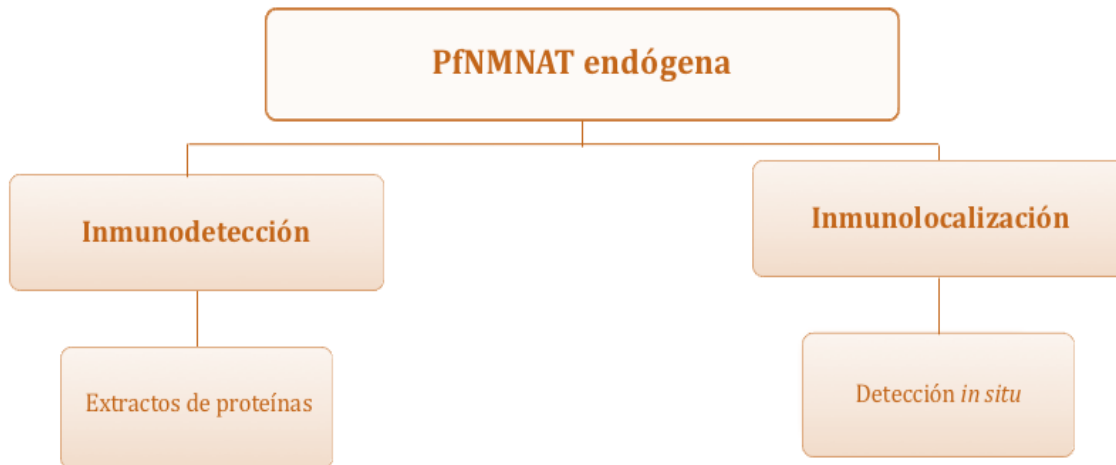 PfNMNAT endógena
Inmunodetección
Inmunolocalización
Extractos de proteínas
Detección in situ